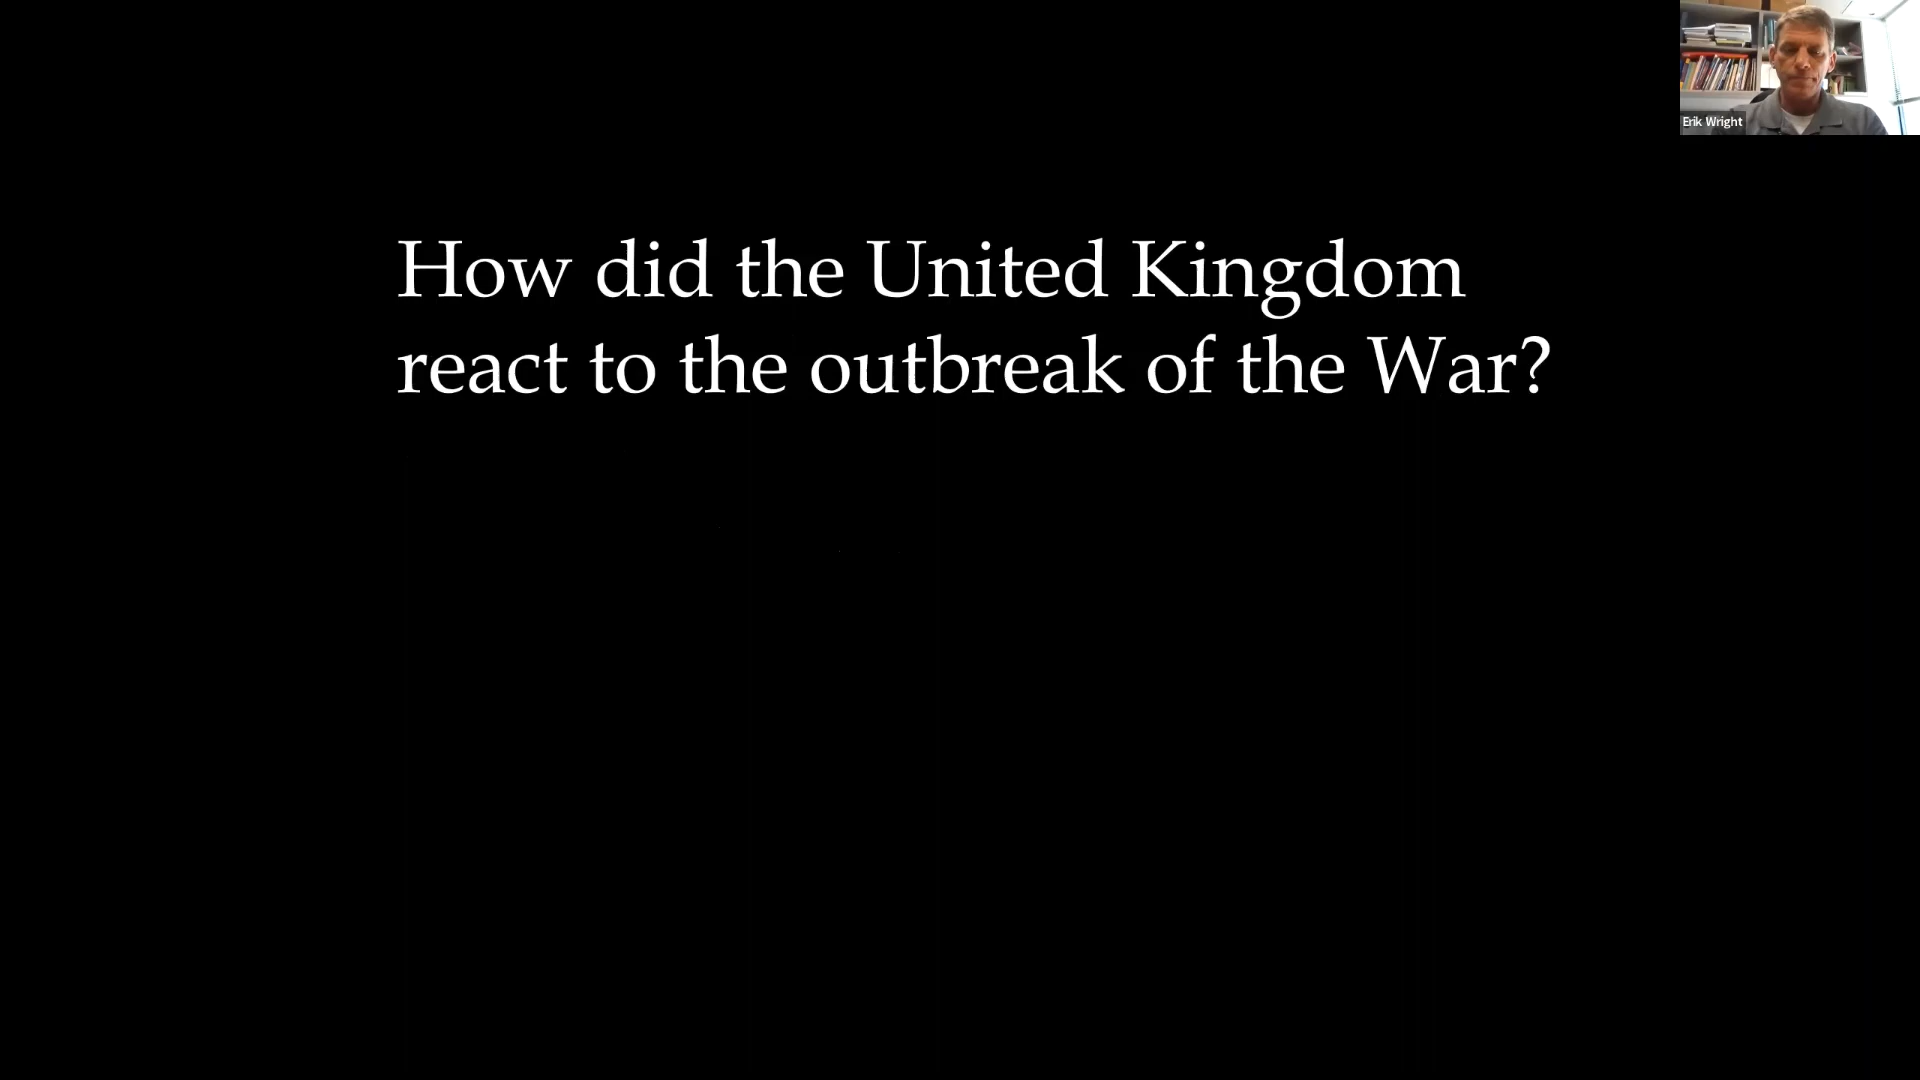 Erik Wright
How did the United Kingdom
react to the outbreak of the War?